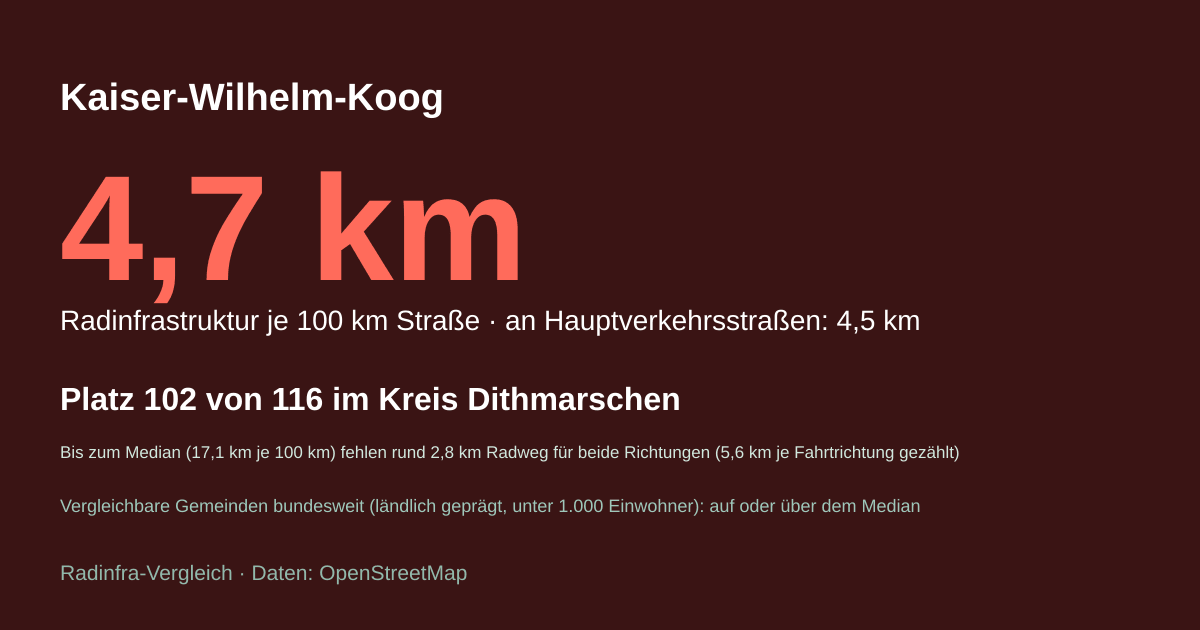 Kaiser-Wilhelm-Koog
4,7 km
Radinfrastruktur je 100 km Straße · an Hauptverkehrsstraßen: 4,5 km
Platz 102 von 116 im Kreis Dithmarschen
Bis zum Median (17,1 km je 100 km) fehlen rund 2,8 km Radweg für beide Richtungen (5,6 km je Fahrtrichtung gezählt)
Vergleichbare Gemeinden bundesweit (ländlich geprägt, unter 1.000 Einwohner): auf oder über dem Median
Radinfra-Vergleich · Daten: OpenStreetMap